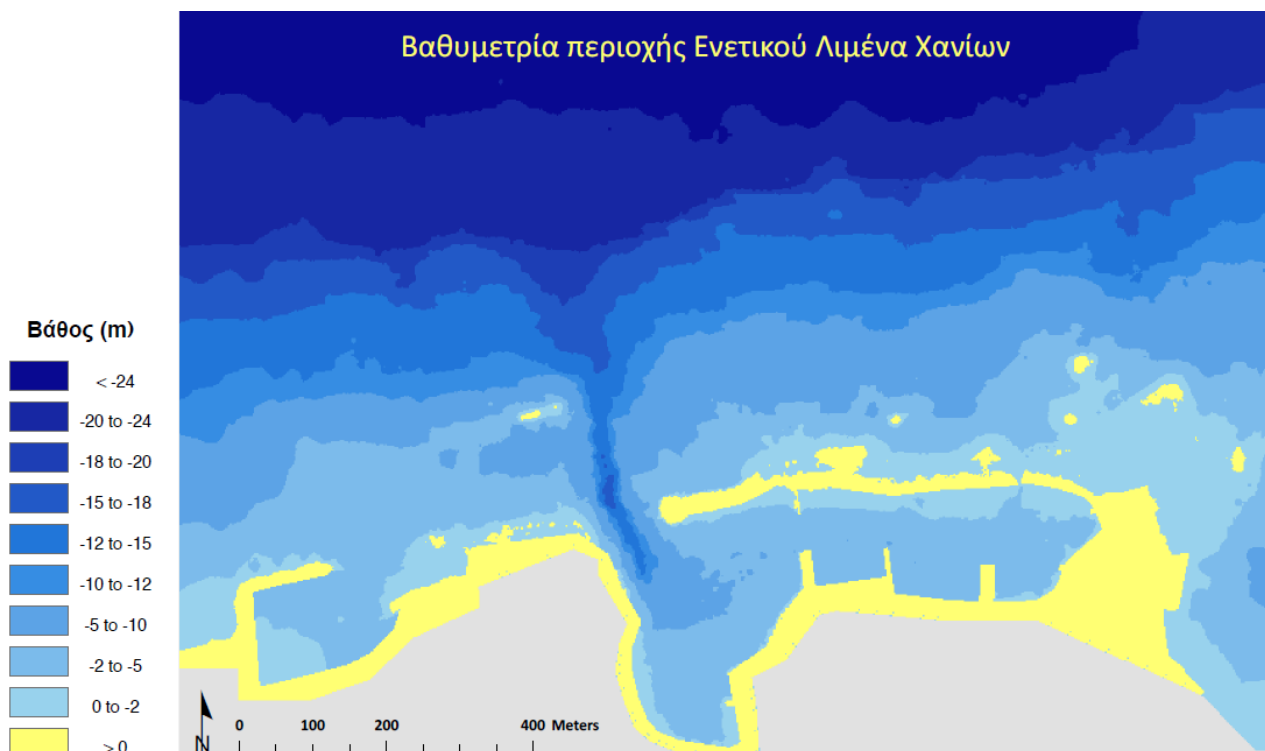 Βαθυμετρία περιοχής Ενετικού Λιμένα Χανίων
Βάθος (m)
< -24
-20 to -24
-18 to -20
-15 to -18
-12 to -15
-10 to -12
-5 to -10
-2 to -5
0 to -2
> 0
N
0 100 200 400 Meters